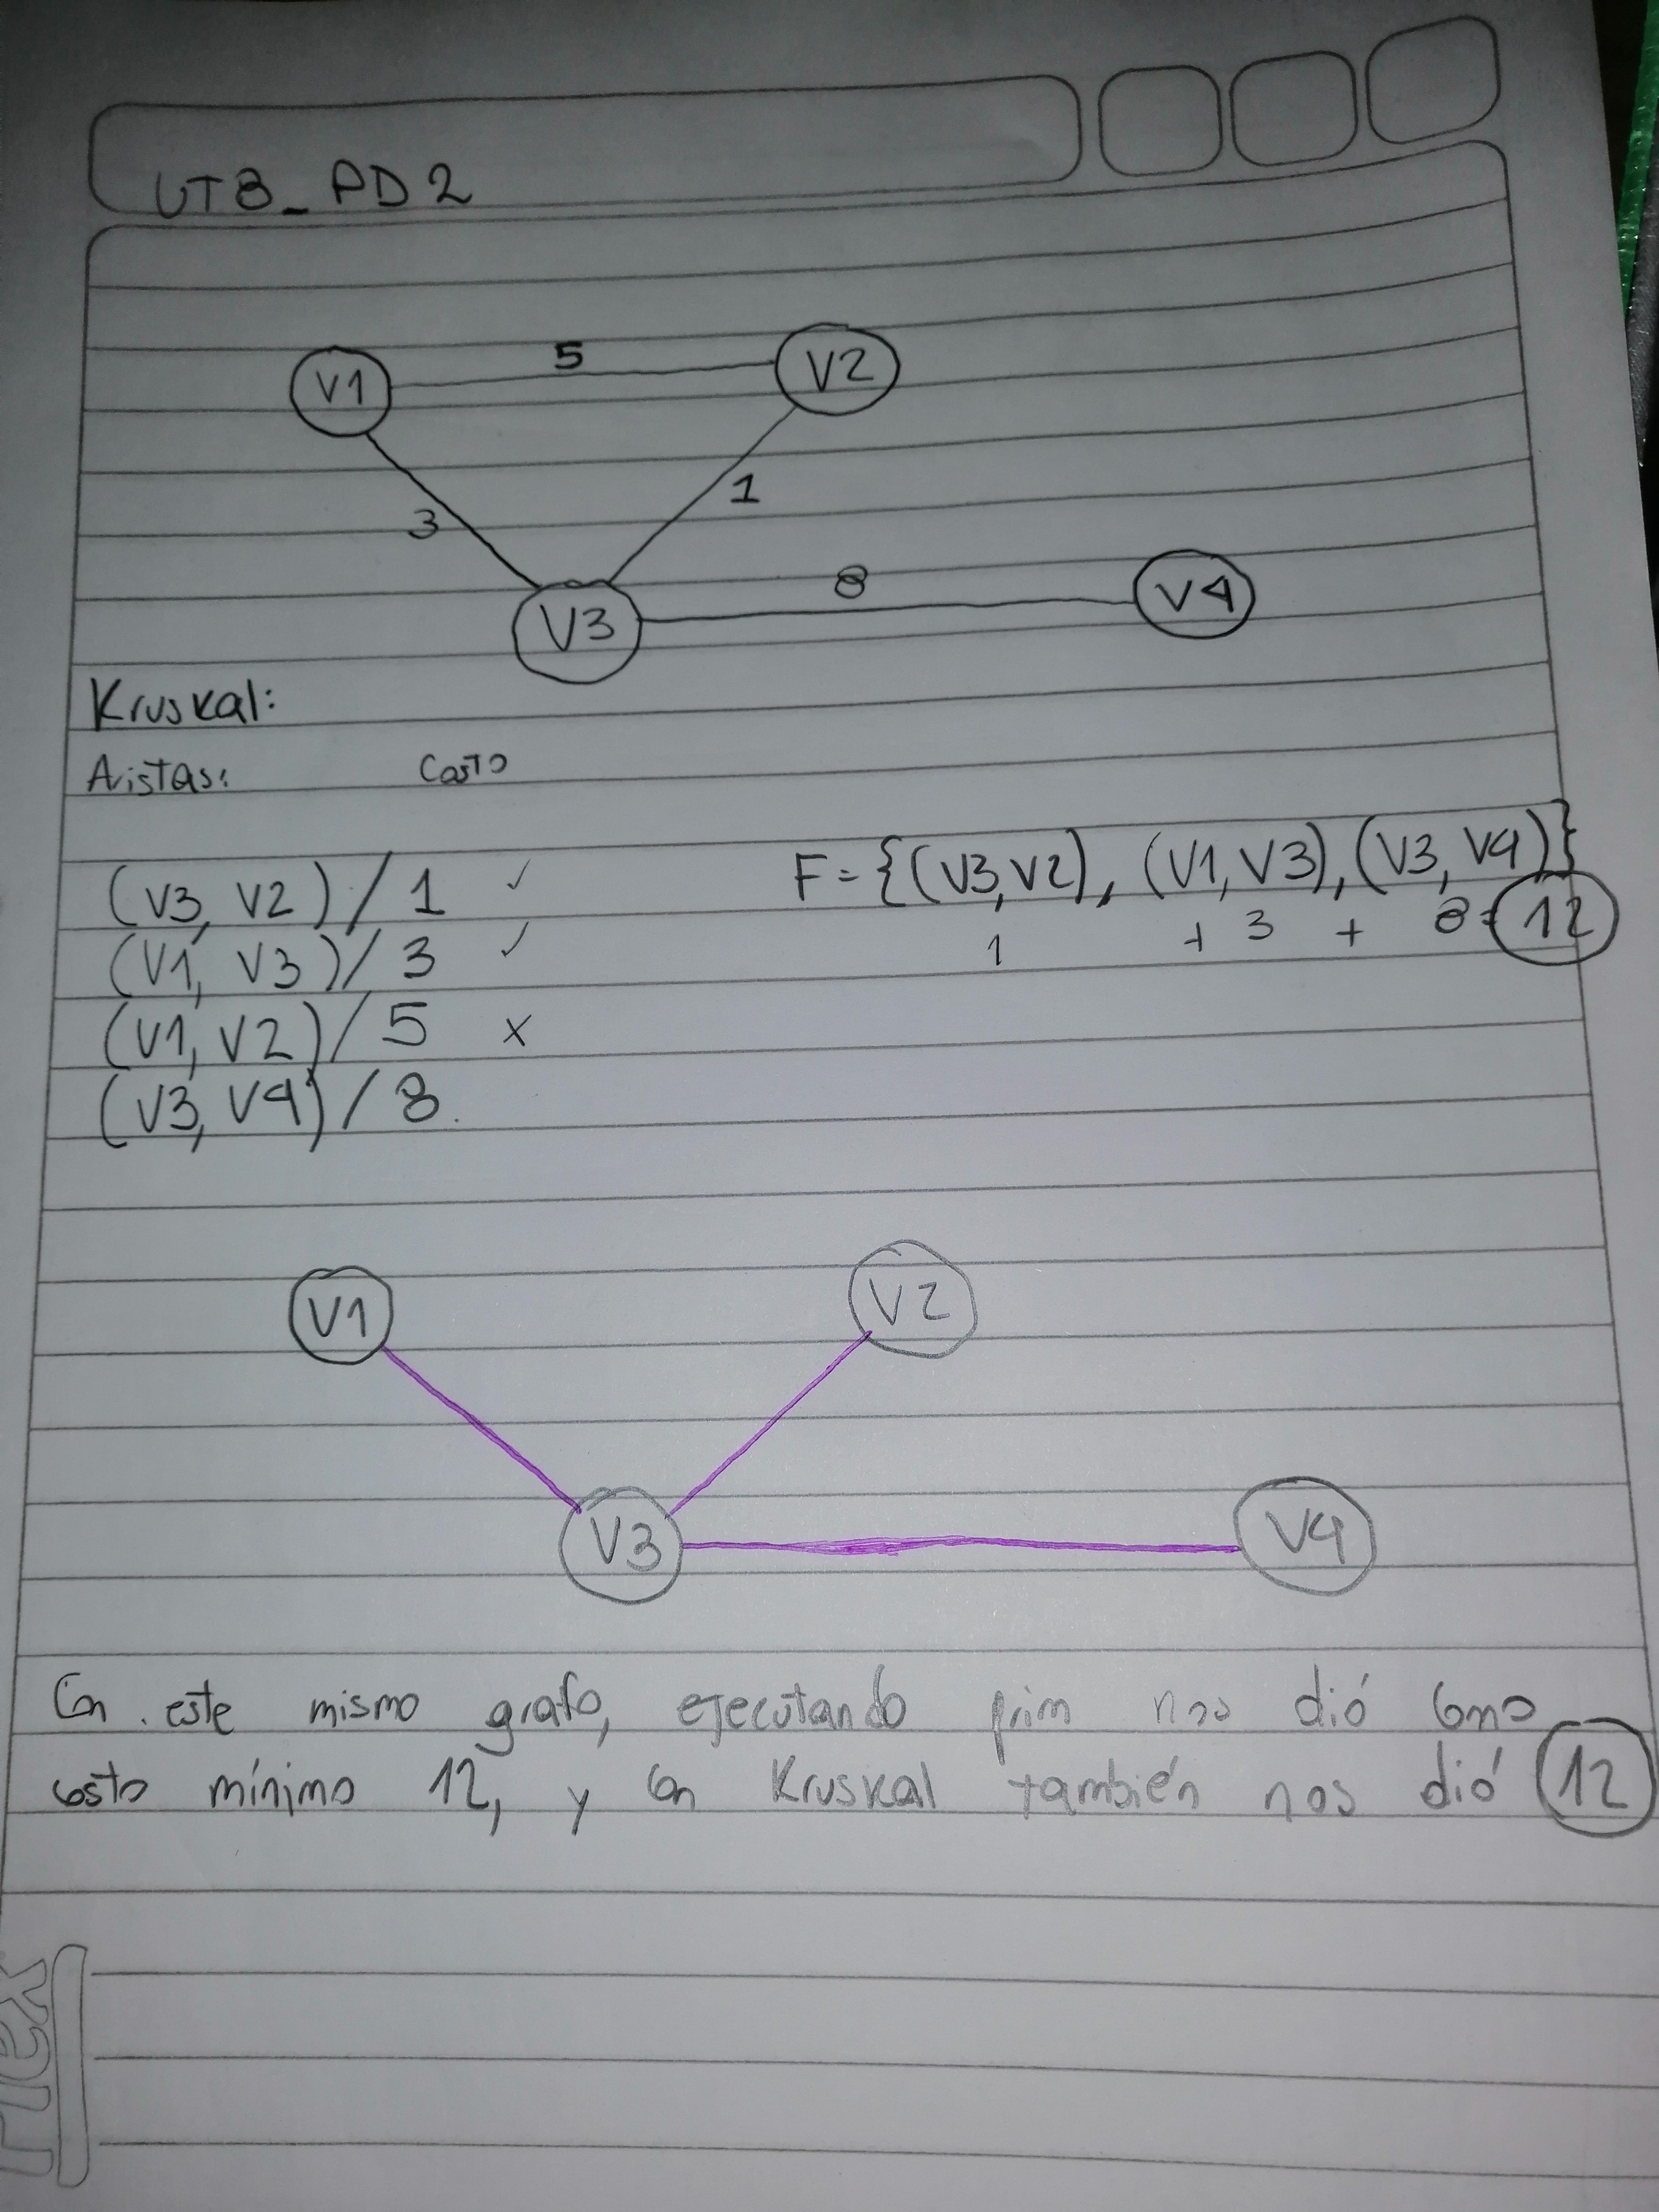 UT8_PD2
V1 5 V2
3 1
V3 8 V4
Kruskal:
Aristas: Costo
(V3, V2) / 1 ✓ F = {(V3, V2), (V1, V3), (V3, V4)}
1 + 3 + 8 = 12
(V1, V3) / 3 ✓
(V1, V2) / 5 x
(V3, V4) / 8.
V1 V2
V3 V4
Con este mismo grafo, ejecutando prim nos dió como
costo mínimo 12, y con Kruskal también nos dió 12